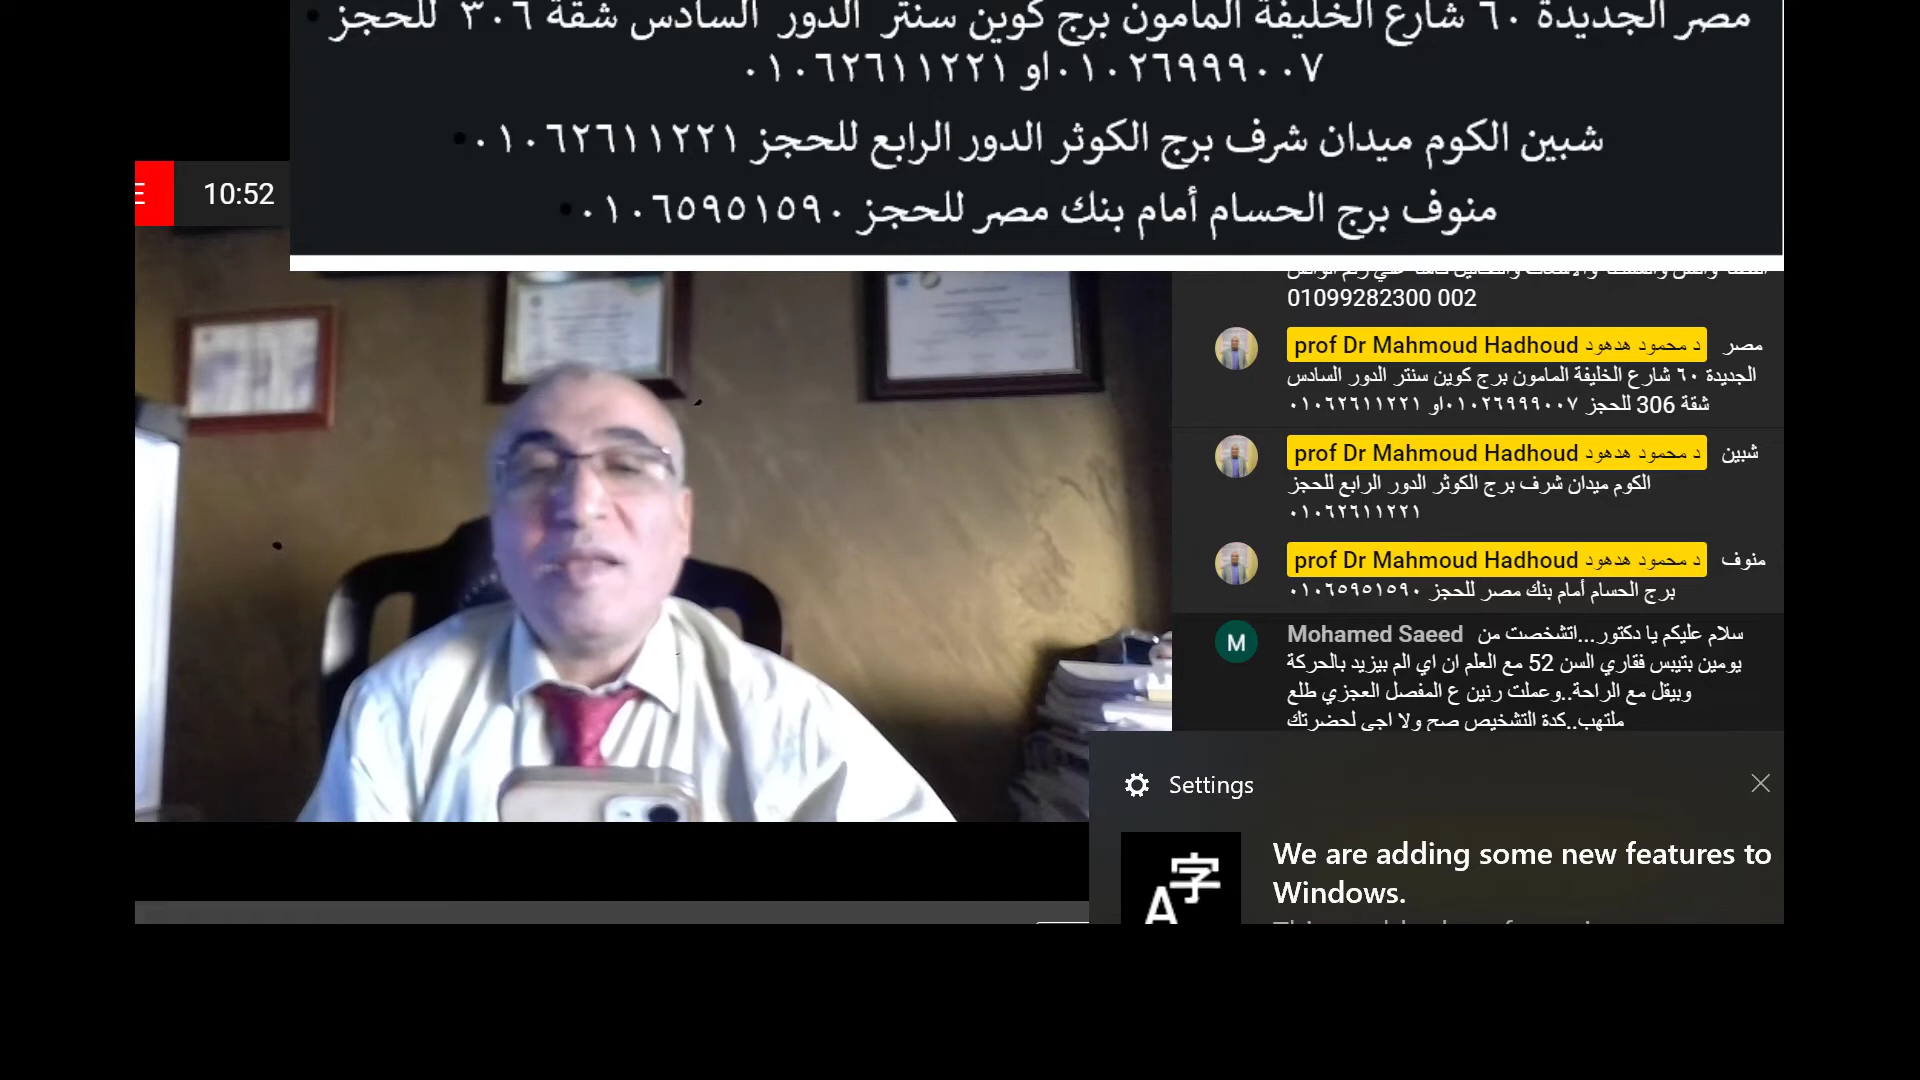 مصر الجديدة ٦٠ شارع الخليفة المامون برج كوين سنتر الدور السادس شقة ٣٠٦ للحجز
٠١٠٢٦٩٩٩٠٠٧او ٠١٠٦٢٦١١٢٢١
شبين الكوم ميدان شرف برج الكوثر الدور الرابع للحجز ٠١٠٦٢٦١١٢٢١
منوف برج الحسام أمام بنك مصر للحجز ٠١٠٦٥٩٥١٥٩٠
E 10:52
01099282300 002
prof Dr Mahmoud Hadhoud د محمود هدهود مصر
الجديدة ٦٠ شارع الخليفة المامون برج كوين سنتر الدور السادس
شقة 306 للحجز ٠١٠٢٦٩٩٩٠٠٧او ٠١٠٦٢٦١١٢٢١
prof Dr Mahmoud Hadhoud د محمود هدهود شبين
الكوم ميدان شرف برج الكوثر الدور الرابع للحجز
٠١٠٦٢٦١١٢٢١
prof Dr Mahmoud Hadhoud د محمود هدهود منوف
برج الحسام أمام بنك مصر للحجز ٠١٠٦٥٩٥١٥٩٠
M Mohamed Saeed سلام عليكم يا دكتور...اتشخصت من
يومين بتيبس فقاري السن 52 مع العلم ان اي الم بيزيد بالحركة
وبيقل مع الراحة..وعملت رنين ع المفصل العجزي طلع
ملتهب..كدة التشخيص صح ولا اجي لحضرتك
Settings
A字
We are adding some new features to
Windows.